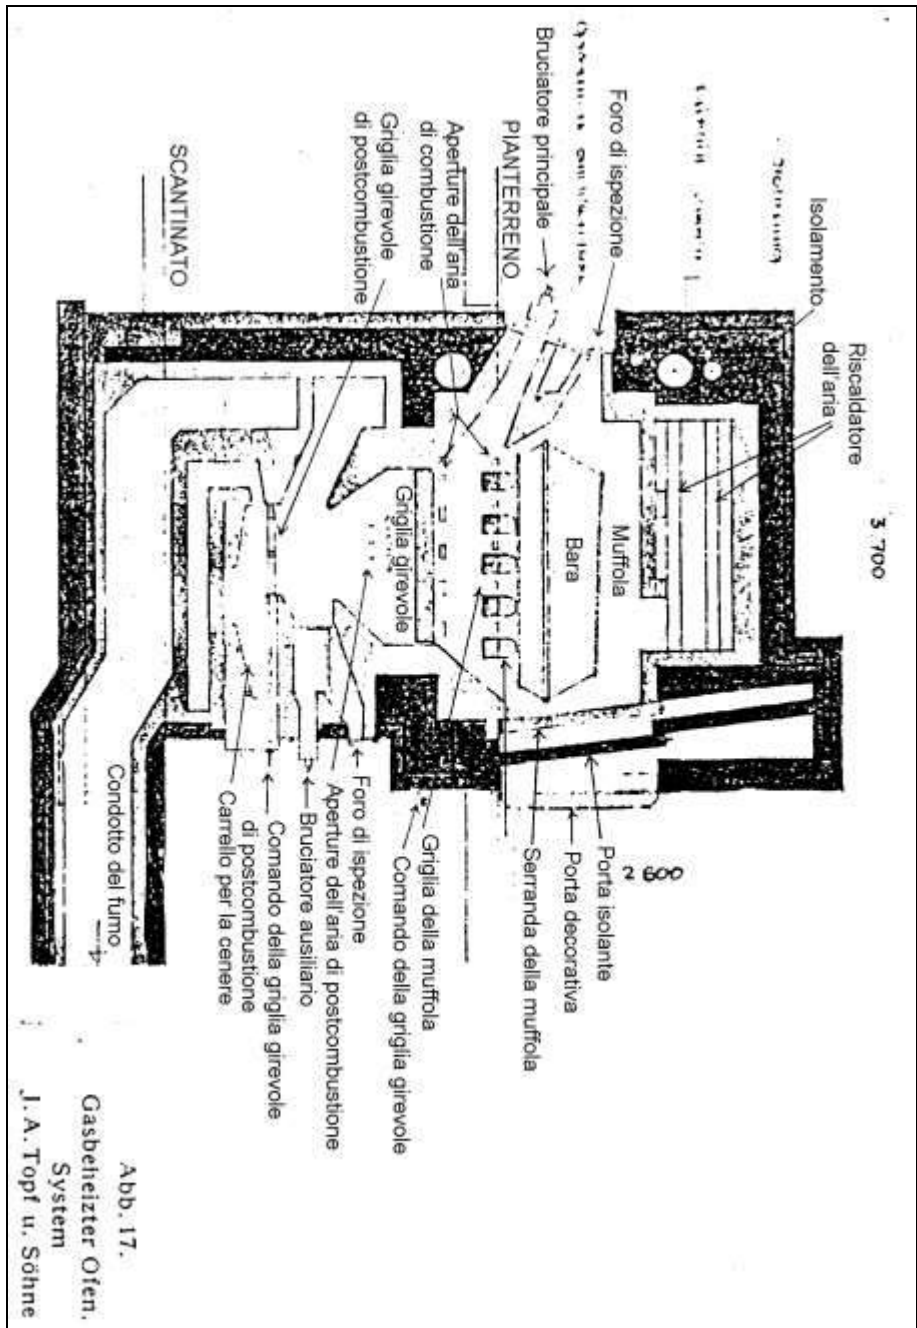 Isolamento
Riscaldatore
dell'aria
3 700
Foro di ispezione
Muffola
Bara
Porta isolante
2 600
Porta decorativa
Serranda della muffola
Bruciatore principale
PIANTERRENO
Aperture dell'aria
di combustione
Griglia girevole
Griglia della muffola
Comando della griglia girevole
Griglia girevole
di postcombustione
Foro di ispezione
Aperture dell'aria di postcombustione
Bruciatore ausiliario
Comando della griglia girevole
di postcombustione
Carrello per la cenere
SCANTINATO
Condotto del fumo
Abb. 17.
Gasbeheizter Ofen.
System
J. A. Topf u. Söhne